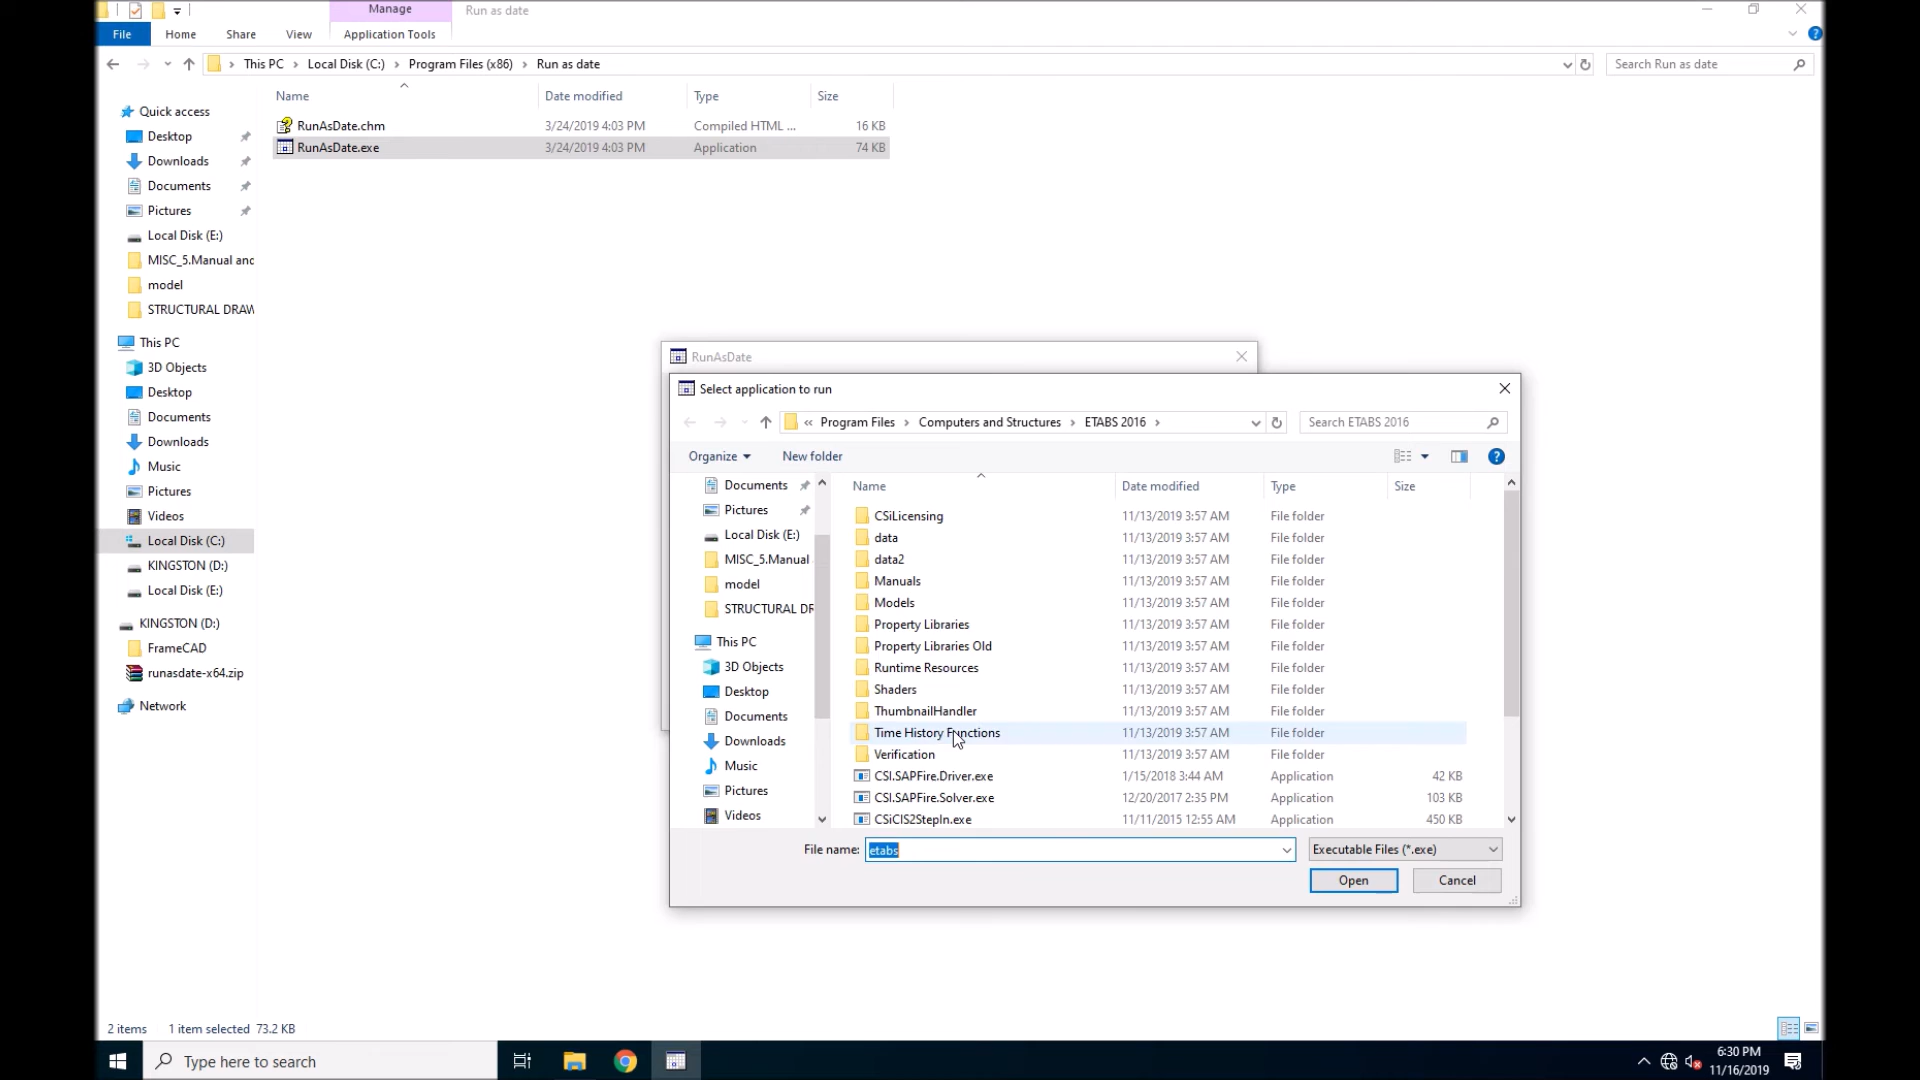 Manage
Run as date
File
Home
Share
View
Application Tools
This PC
Local Disk (C:)
Program Files (x86)
Run as date
Search Run as date
Name
Date modified
Type
Size
RunAsDate.chm
3/24/2019 4:03 PM
Compiled HTML ...
16 KB
RunAsDate.exe
3/24/2019 4:03 PM
Application
74 KB
Quick access
Desktop
Downloads
Documents
Pictures
Local Disk (E:)
MISC_5.Manual and
model
STRUCTURAL DRAW
This PC
3D Objects
Desktop
Documents
Downloads
Music
Pictures
Videos
Local Disk (C:)
KINGSTON (D:)
Local Disk (E:)
KINGSTON (D:)
FrameCAD
runasdate-x64.zip
Network
RunAsDate
Select application to run
« Program Files
Computers and Structures
ETABS 2016
Search ETABS 2016
Organize
New folder
Documents
Pictures
Local Disk (E:)
MISC_5.Manual
model
STRUCTURAL DR
This PC
3D Objects
Desktop
Documents
Downloads
Music
Pictures
Videos
Name
Date modified
Type
Size
CSiLicensing
11/13/2019 3:57 AM
File folder
data
11/13/2019 3:57 AM
File folder
data2
11/13/2019 3:57 AM
File folder
Manuals
11/13/2019 3:57 AM
File folder
Models
11/13/2019 3:57 AM
File folder
Property Libraries
11/13/2019 3:57 AM
File folder
Property Libraries Old
11/13/2019 3:57 AM
File folder
Runtime Resources
11/13/2019 3:57 AM
File folder
Shaders
11/13/2019 3:57 AM
File folder
ThumbnailHandler
11/13/2019 3:57 AM
File folder
Time History Functions
11/13/2019 3:57 AM
File folder
Verification
11/13/2019 3:57 AM
File folder
CSI.SAPFire.Driver.exe
1/15/2018 3:44 AM
Application
42 KB
CSI.SAPFire.Solver.exe
12/20/2017 2:35 PM
Application
103 KB
CSiCIS2StepIn.exe
11/11/2015 12:55 AM
Application
450 KB
File name:
etabs
Executable Files (*.exe)
Open
Cancel
2 items
1 item selected 73.2 KB
Type here to search
6:30 PM
11/16/2019